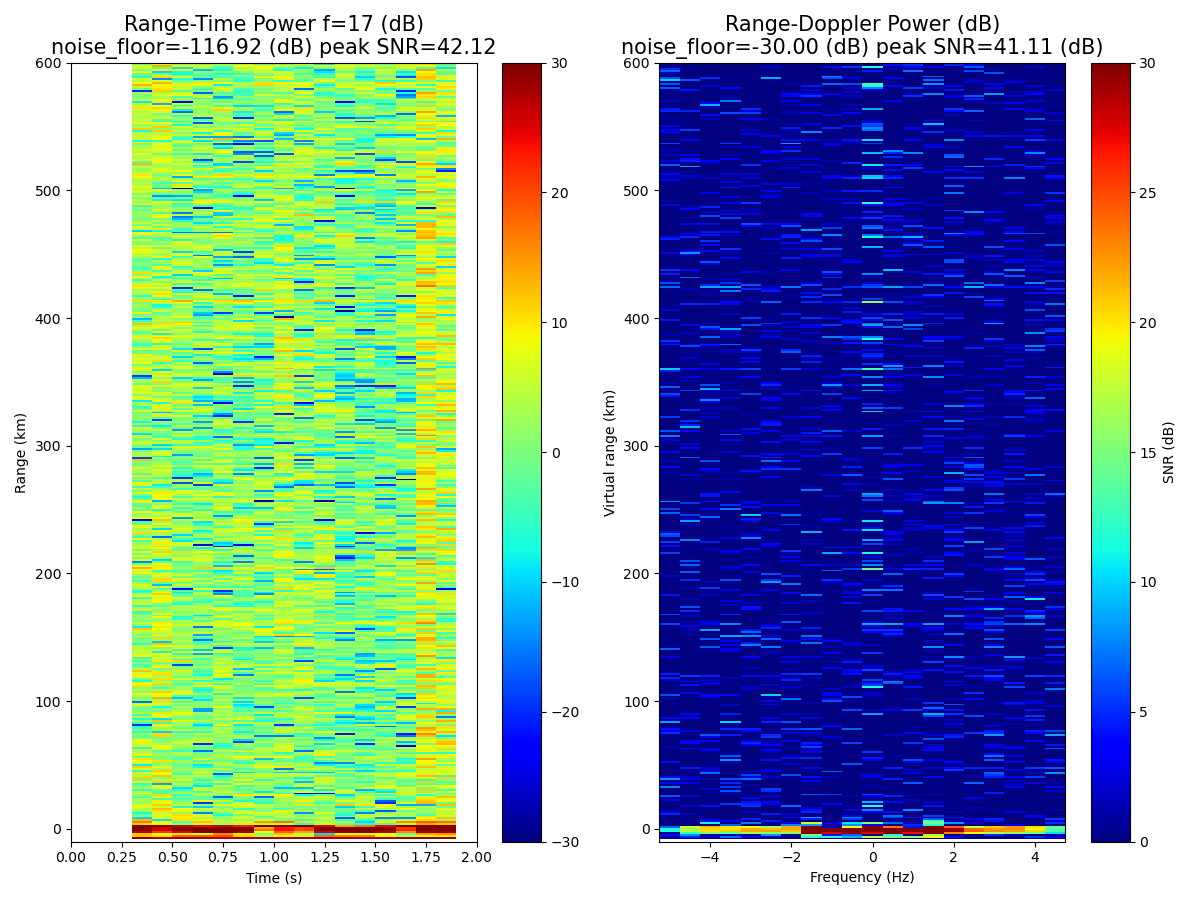 Range-Time Power f=17 (dB)
noise_floor=-116.92 (dB) peak SNR=42.12
Range-Doppler Power (dB)
noise_floor=-30.00 (dB) peak SNR=41.11 (dB)
600
500
400
300
200
100
0
Range (km)
0.00 0.25 0.50 0.75 1.00 1.25 1.50 1.75 2.00
Time (s)
30
20
10
0
−10
−20
−30
600
500
400
300
200
100
0
Virtual range (km)
−4 −2 0 2 4
Frequency (Hz)
30
25
20
15
10
5
0
SNR (dB)